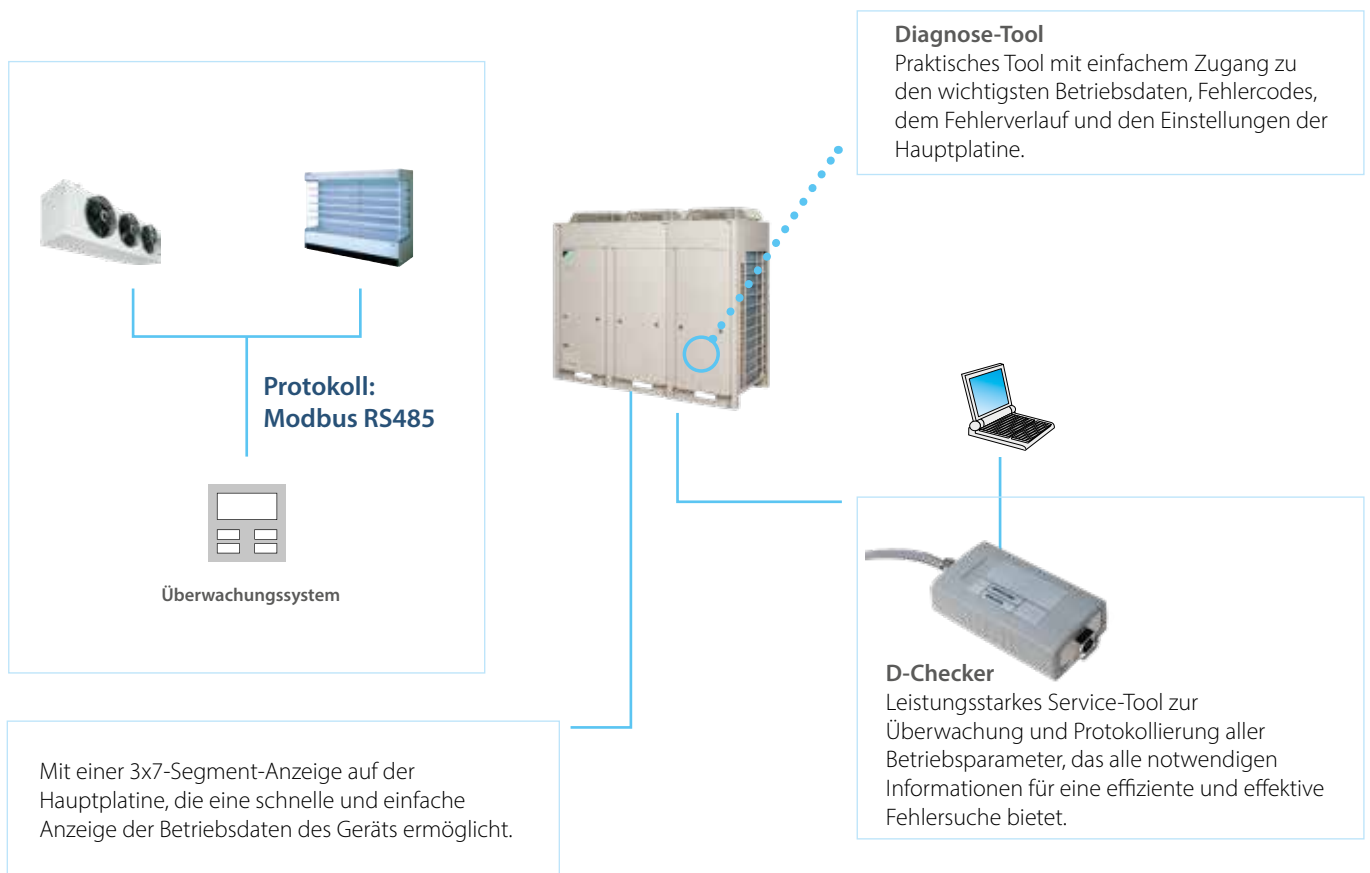 Diagnose-Tool
Praktisches Tool mit einfachem Zugang zu
den wichtigsten Betriebsdaten, Fehlercodes,
dem Fehlerverlauf und den Einstellungen der
Hauptplatine.
Protokoll:
Modbus RS485
Überwachungssystem
D-Checker
Leistungsstarkes Service-Tool zur
Überwachung und Protokollierung aller
Betriebsparameter, das alle notwendigen
Informationen für eine effiziente und effektive
Fehlersuche bietet.
Mit einer 3x7-Segment-Anzeige auf der
Hauptplatine, die eine schnelle und einfache
Anzeige der Betriebsdaten des Geräts ermöglicht.